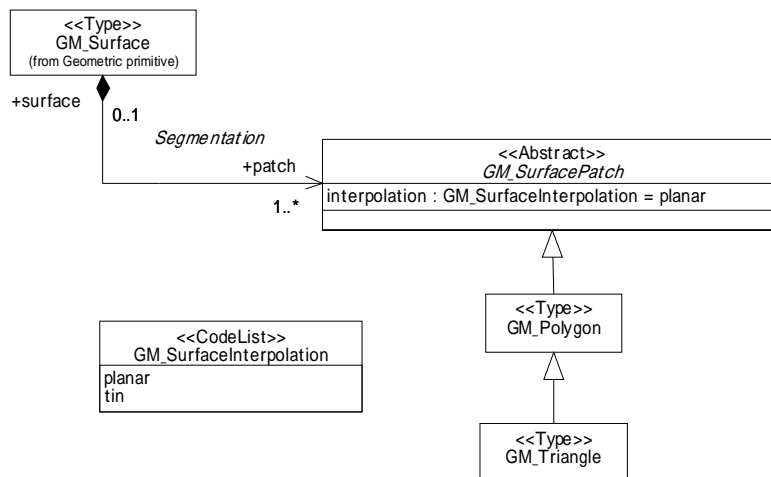 <<Type>>
GM_Surface
(from Geometric primitive)
+surface
0..1
Segmentation
+patch
1..*
<<Abstract>>
GM_SurfacePatch
interpolation : GM_SurfaceInterpolation = planar
<<Type>>
GM_Polygon
<<CodeList>>
GM_SurfaceInterpolation
planar
tin
<<Type>>
GM_Triangle